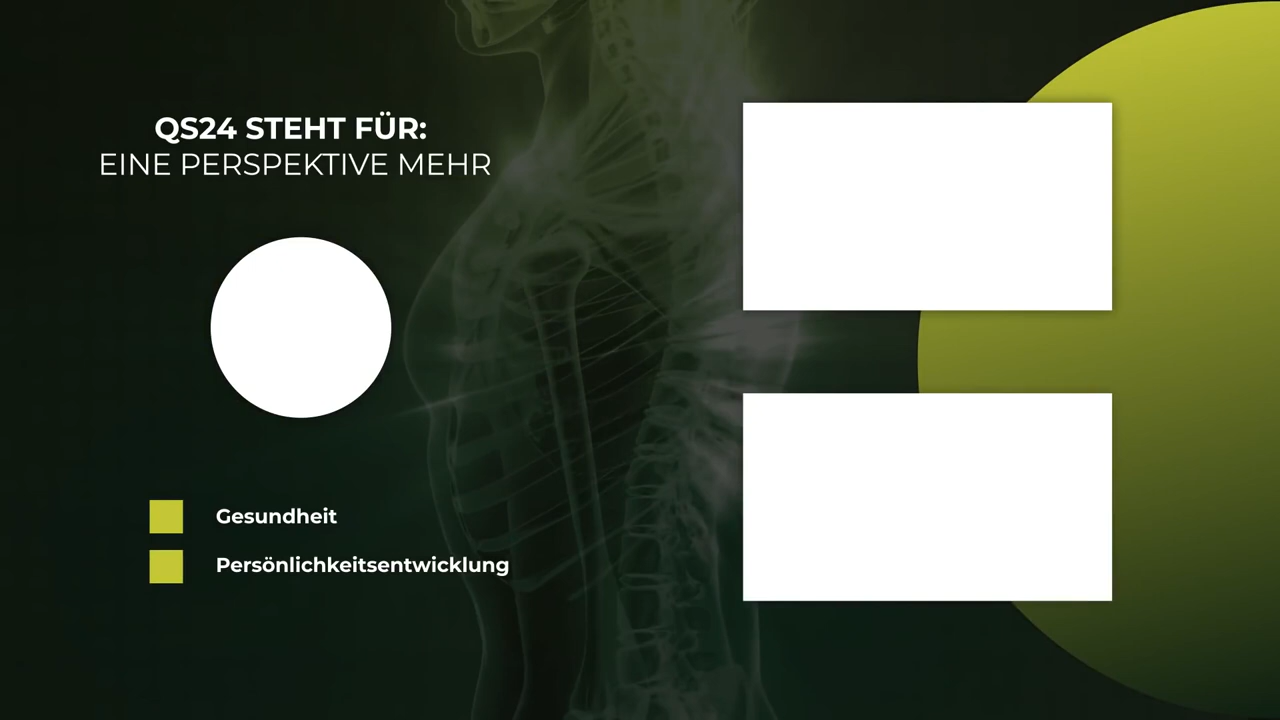 QS24 STEHT FÜR:
EINE PERSPEKTIVE MEHR
Gesundheit
Persönlichkeitsentwicklung